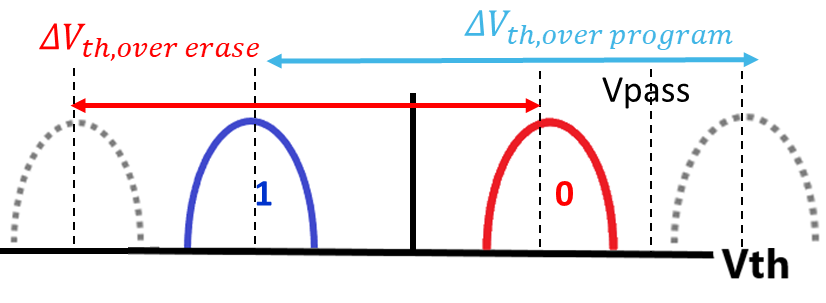 ΔVth,over erase
ΔVth,over program
Vpass
1
0
Vth